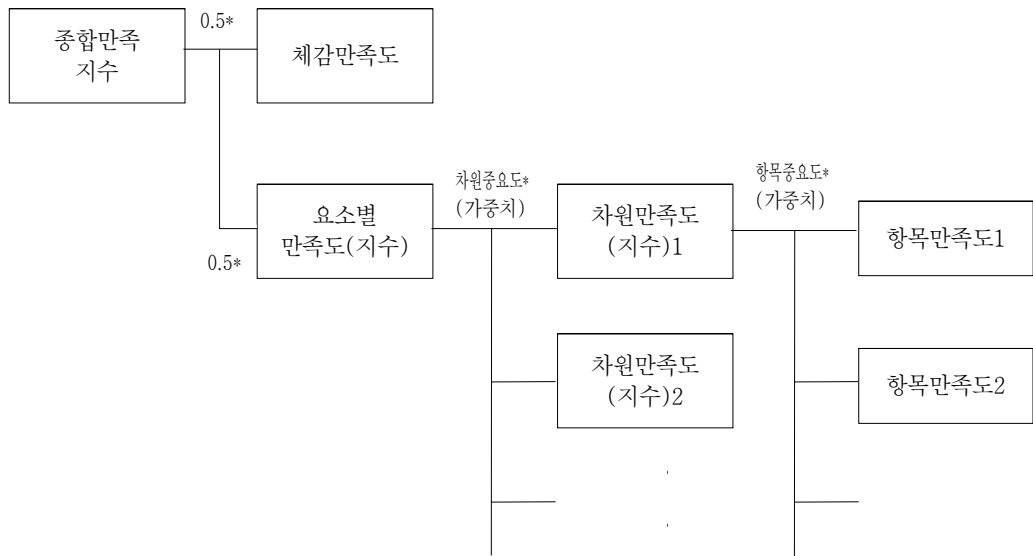 0.5*
종합만족
지수
체감만족도
차원중요도*
(가중치)
항목중요도*
(가중치)
요소별
만족도(지수)
0.5*
차원만족도
(지수)1
항목만족도1
차원만족도
(지수)2
항목만족도2